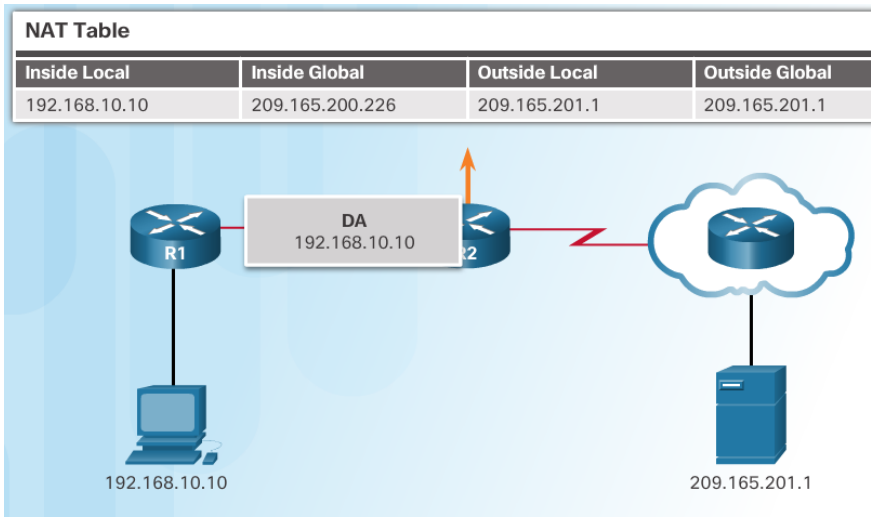 NAT Table
Inside Local Inside Global Outside Local Outside Global
192.168.10.10 209.165.200.226 209.165.201.1 209.165.201.1
DA
192.168.10.10
R1
R2
192.168.10.10
209.165.201.1